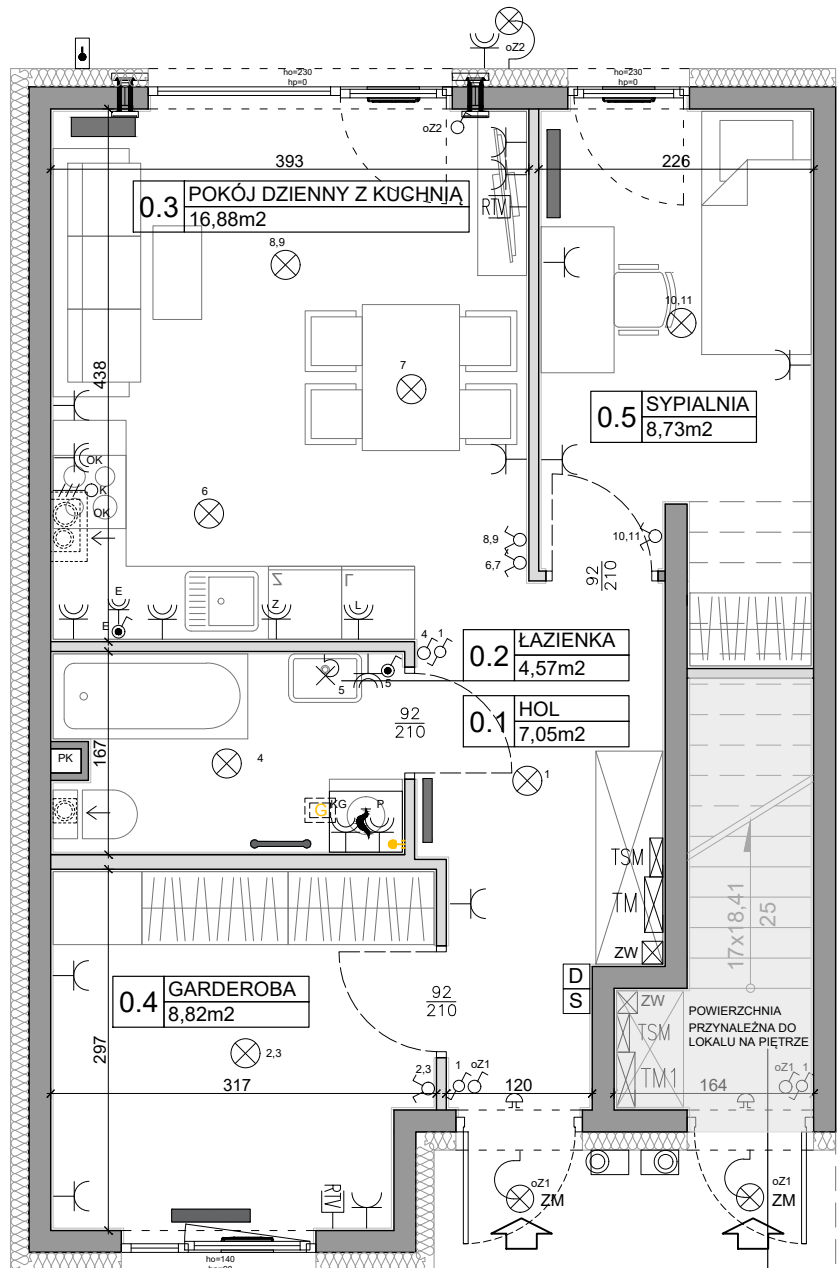 oZ2
ho=230
hp=0
ho=230
hp=0
oZ2
393
226
0.3 POKÓJ DZIENNY Z KUCHNIĄ
16,88m2
RTV
8,9
10,11
438
7
0.5 SYPIALNIA
8,73m2
OK
K
OK
6
8,9
6,7
10,11
92
210
E
E
Z
L
4
1
0.2 ŁAZIENKA
4,57m2
5
5
0.1 HOL
7,05m2
92
210
167
PK
4
1
G
KG
P
TSM
TM
ZW
17x18,41
25
D
S
0.4 GARDEROBA
8,82m2
92
210
ZW
TSM
TM1
POWIERZCHNIA
PRZYNALEŻNA DO
LOKALU NA PIĘTRZE
297
2,3
317
2,3
1
oZ1
120
164
oZ1
1
RTV
oZ1
ZM
oZ1
ZM
ho=140